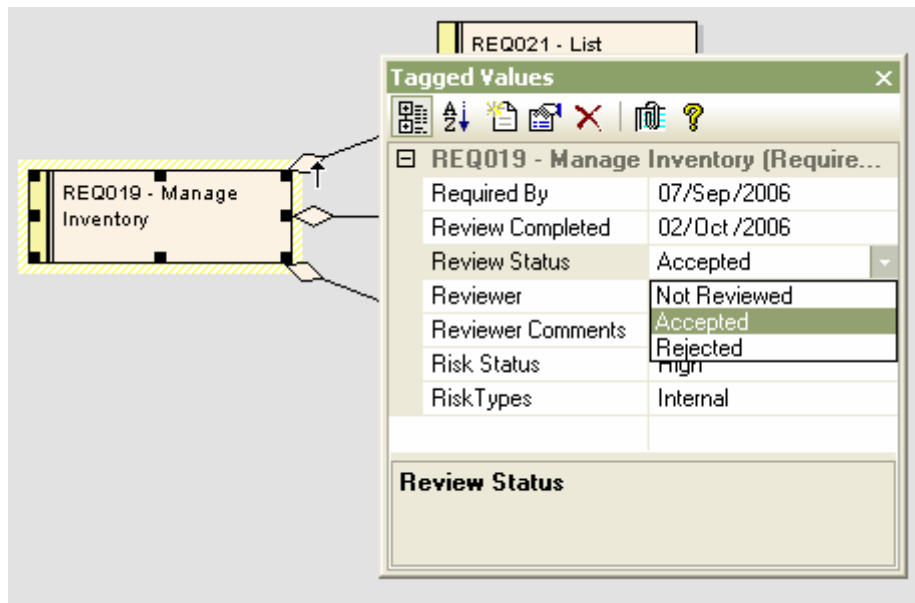 REQ021 - List
Tagged Values
REQ019 - Manage Inventory (Require...
REQ019 - Manage
Inventory
Required By 07/Sep/2006
Review Completed 02/Oct/2006
Review Status Accepted
Reviewer
Not Reviewed
Accepted
Rejected
Reviewer Comments
Risk Status High
RiskTypes Internal
Review Status